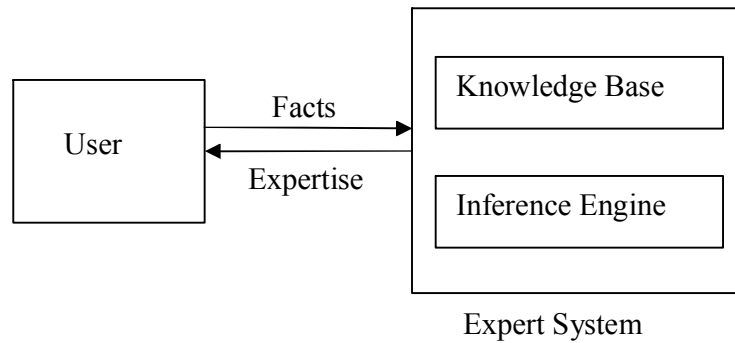 Knowledge Base
Facts
User
Expertise
Inference Engine
Expert System